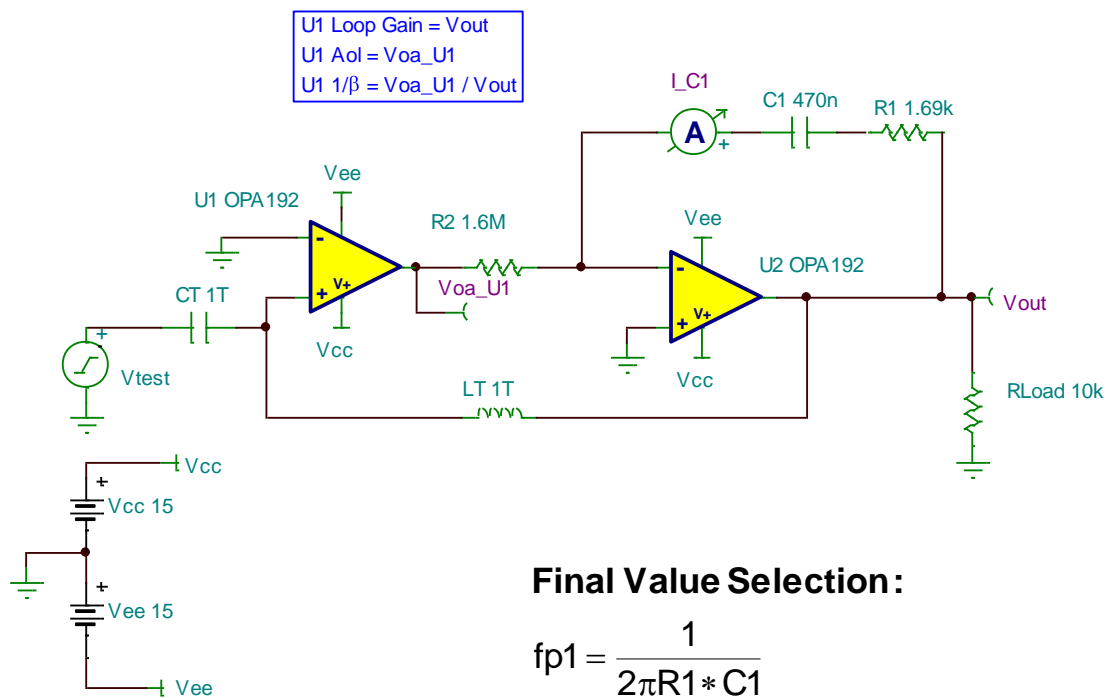 U1 Loop Gain = Vout
U1 Aol = Voa_U1
U1 1/β = Voa_U1 / Vout
I_C1
C1 470n
R1 1.69k
A
+
Vee
U1 OPA192
R2 1.6M
Vee
U2 OPA192
-
+
V+
Voa_U1
-
+
V+
Vout
CT 1T
+
Vtest
Vcc
Vcc
LT 1T
RLoad 10k
Vcc
+
Vcc 15
+
Vee 15
Vee
Final Value Selection:
fp1 = 1 / 2πR1∗C1